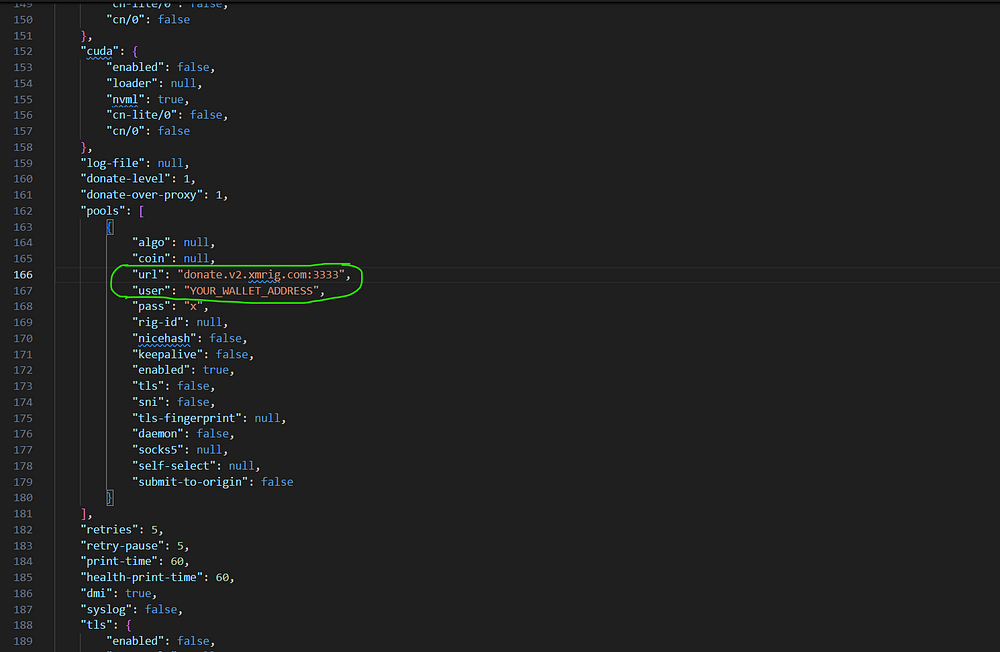 149 "cn-lite/0": false,
150 "cn/0": false
151 },
152 "cuda": {
153 "enabled": false,
154 "loader": null,
155 "nvml": true,
156 "cn-lite/0": false,
157 "cn/0": false
158 },
159 "log-file": null,
160 "donate-level": 1,
161 "donate-over-proxy": 1,
162 "pools": [
163 {
164 "algo": null,
165 "coin": null,
166 "url": "donate.v2.xmrig.com:3333",
167 "user": "YOUR_WALLET_ADDRESS",
168 "pass": "x",
169 "rig-id": null,
170 "nicehash": false,
171 "keepalive": false,
172 "enabled": true,
173 "tls": false,
174 "sni": false,
175 "tls-fingerprint": null,
176 "daemon": false,
177 "socks5": null,
178 "self-select": null,
179 "submit-to-origin": false
180 }
181 ],
182 "retries": 5,
183 "retry-pause": 5,
184 "print-time": 60,
185 "health-print-time": 60,
186 "dmi": true,
187 "syslog": false,
188 "tls": {
189 "enabled": false,